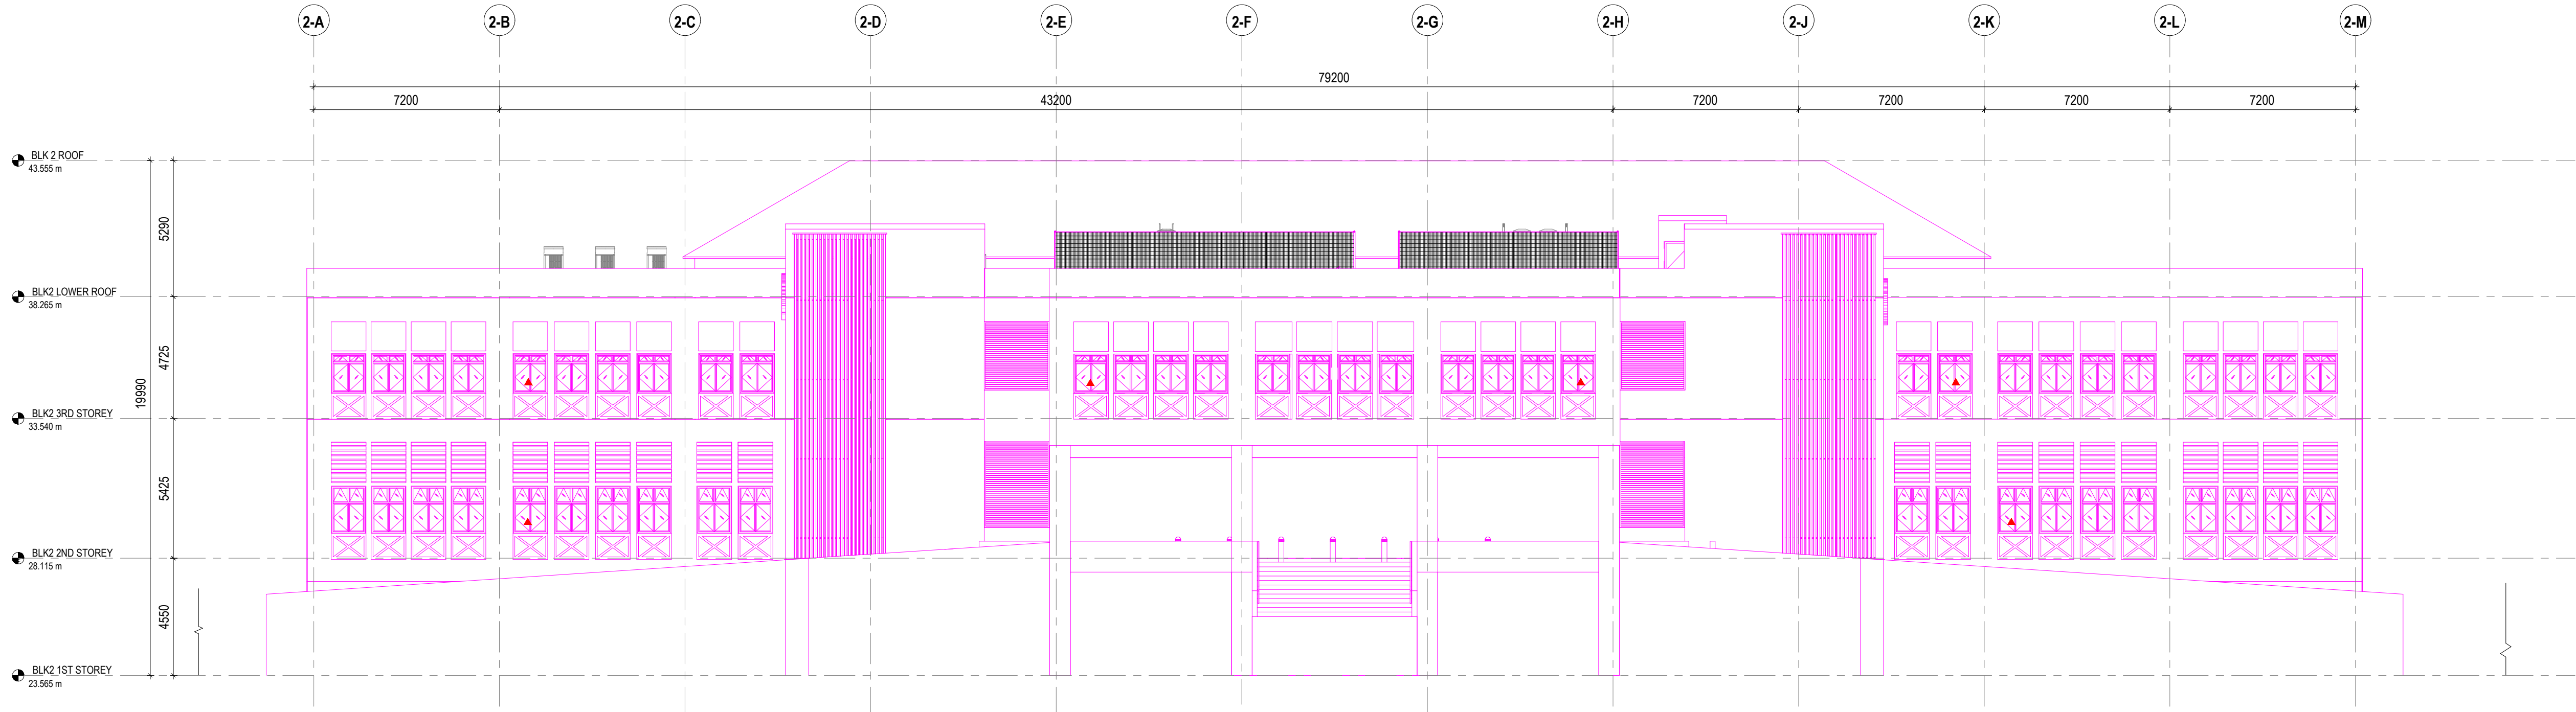 2-A 2-B 2-C 2-D 2-E 2-F 2-G 2-H 2-J 2-K 2-L 2-M
79200
7200 43200 7200 7200 7200 7200
BLK 2 ROOF
43.555 m
5290
BLK2 LOWER ROOF
38.265 m
4725
19990
BLK2 3RD STOREY
33.540 m
5425
BLK2 2ND STOREY
28.115 m
4550
BLK2 1ST STOREY
23.565 m